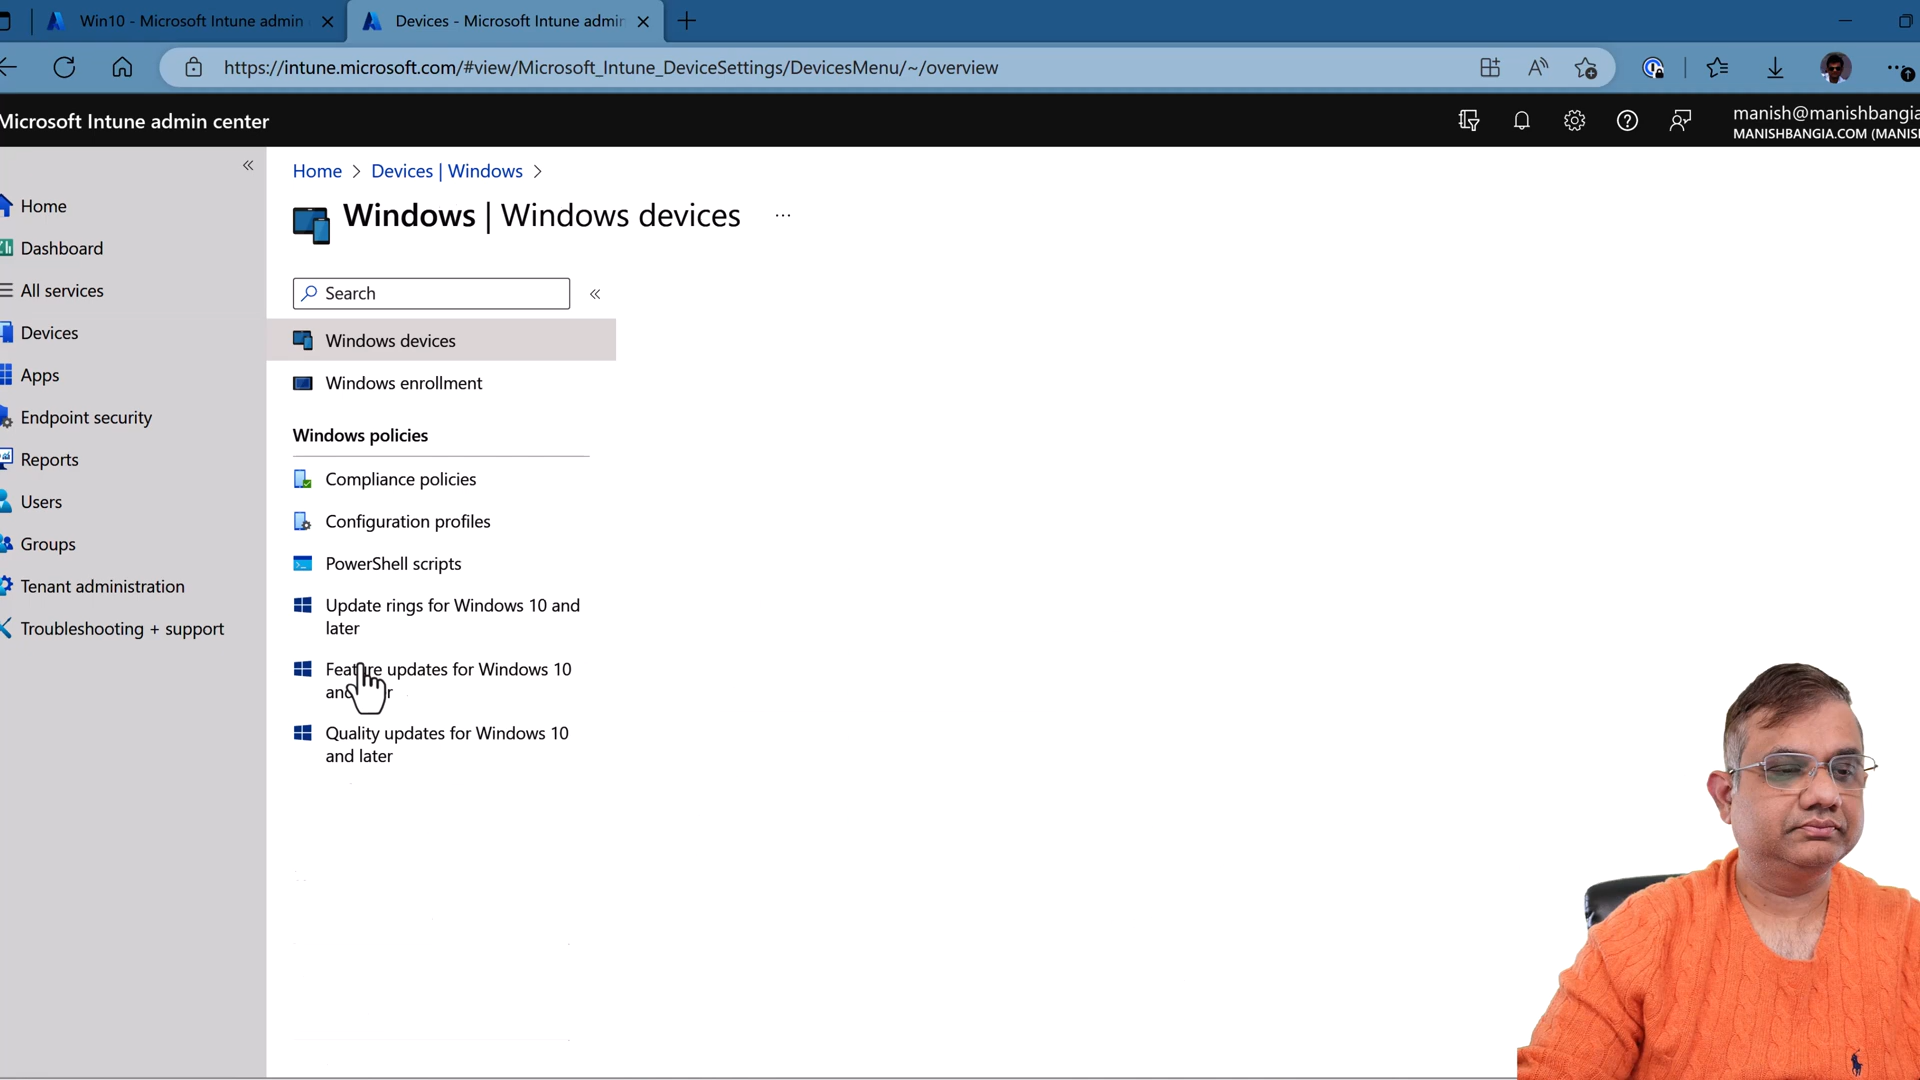 Win10 - Microsoft Intune admin
Devices - Microsoft Intune admin
https://intune.microsoft.com/#view/Microsoft_Intune_DeviceSettings/DevicesMenu/~/overview
Microsoft Intune admin center
manish@manishbangia
MANISHBANGIA.COM (MANIS
Home > Devices | Windows >
Windows | Windows devices ...
Home
Dashboard
All services
Devices
Apps
Endpoint security
Reports
Users
Groups
Tenant administration
Troubleshooting + support
Search
Windows devices
Windows enrollment
Windows policies
Compliance policies
Configuration profiles
PowerShell scripts
Update rings for Windows 10 and
later
Feature updates for Windows 10
Quality updates for Windows 10
and later